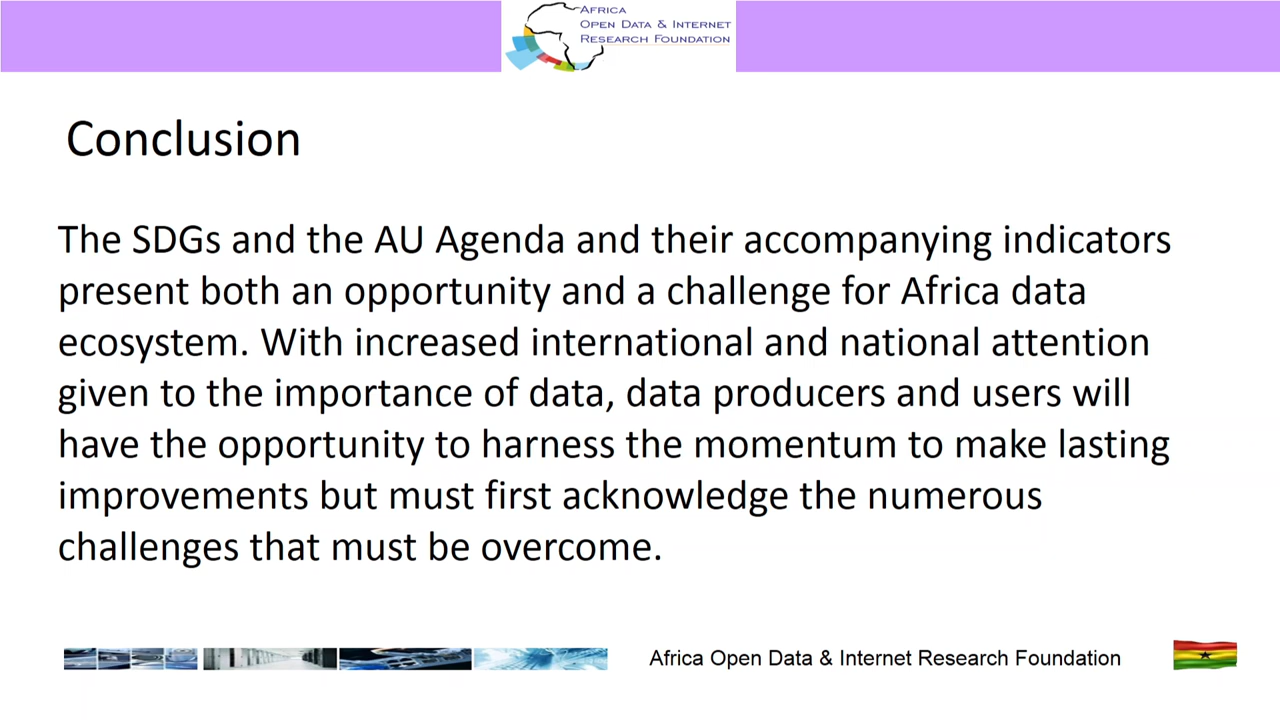 AFRICA
OPEN DATA & INTERNET
RESEARCH FOUNDATION
Conclusion
The SDGs and the AU Agenda and their accompanying indicators
present both an opportunity and a challenge for Africa data
ecosystem. With increased international and national attention
given to the importance of data, data producers and users will
have the opportunity to harness the momentum to make lasting
improvements but must first acknowledge the numerous
challenges that must be overcome.
Africa Open Data & Internet Research Foundation